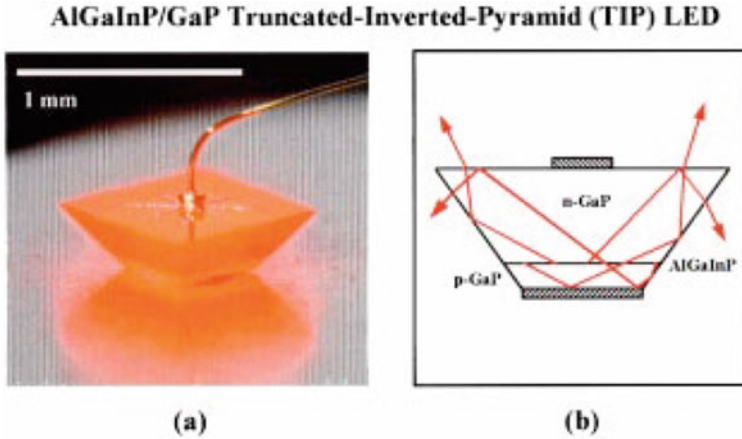 AlGaInP/GaP Truncated-Inverted-Pyramid (TIP) LED
1 mm
n-GaP
p-GaP
AlGaInP
(a)
(b)